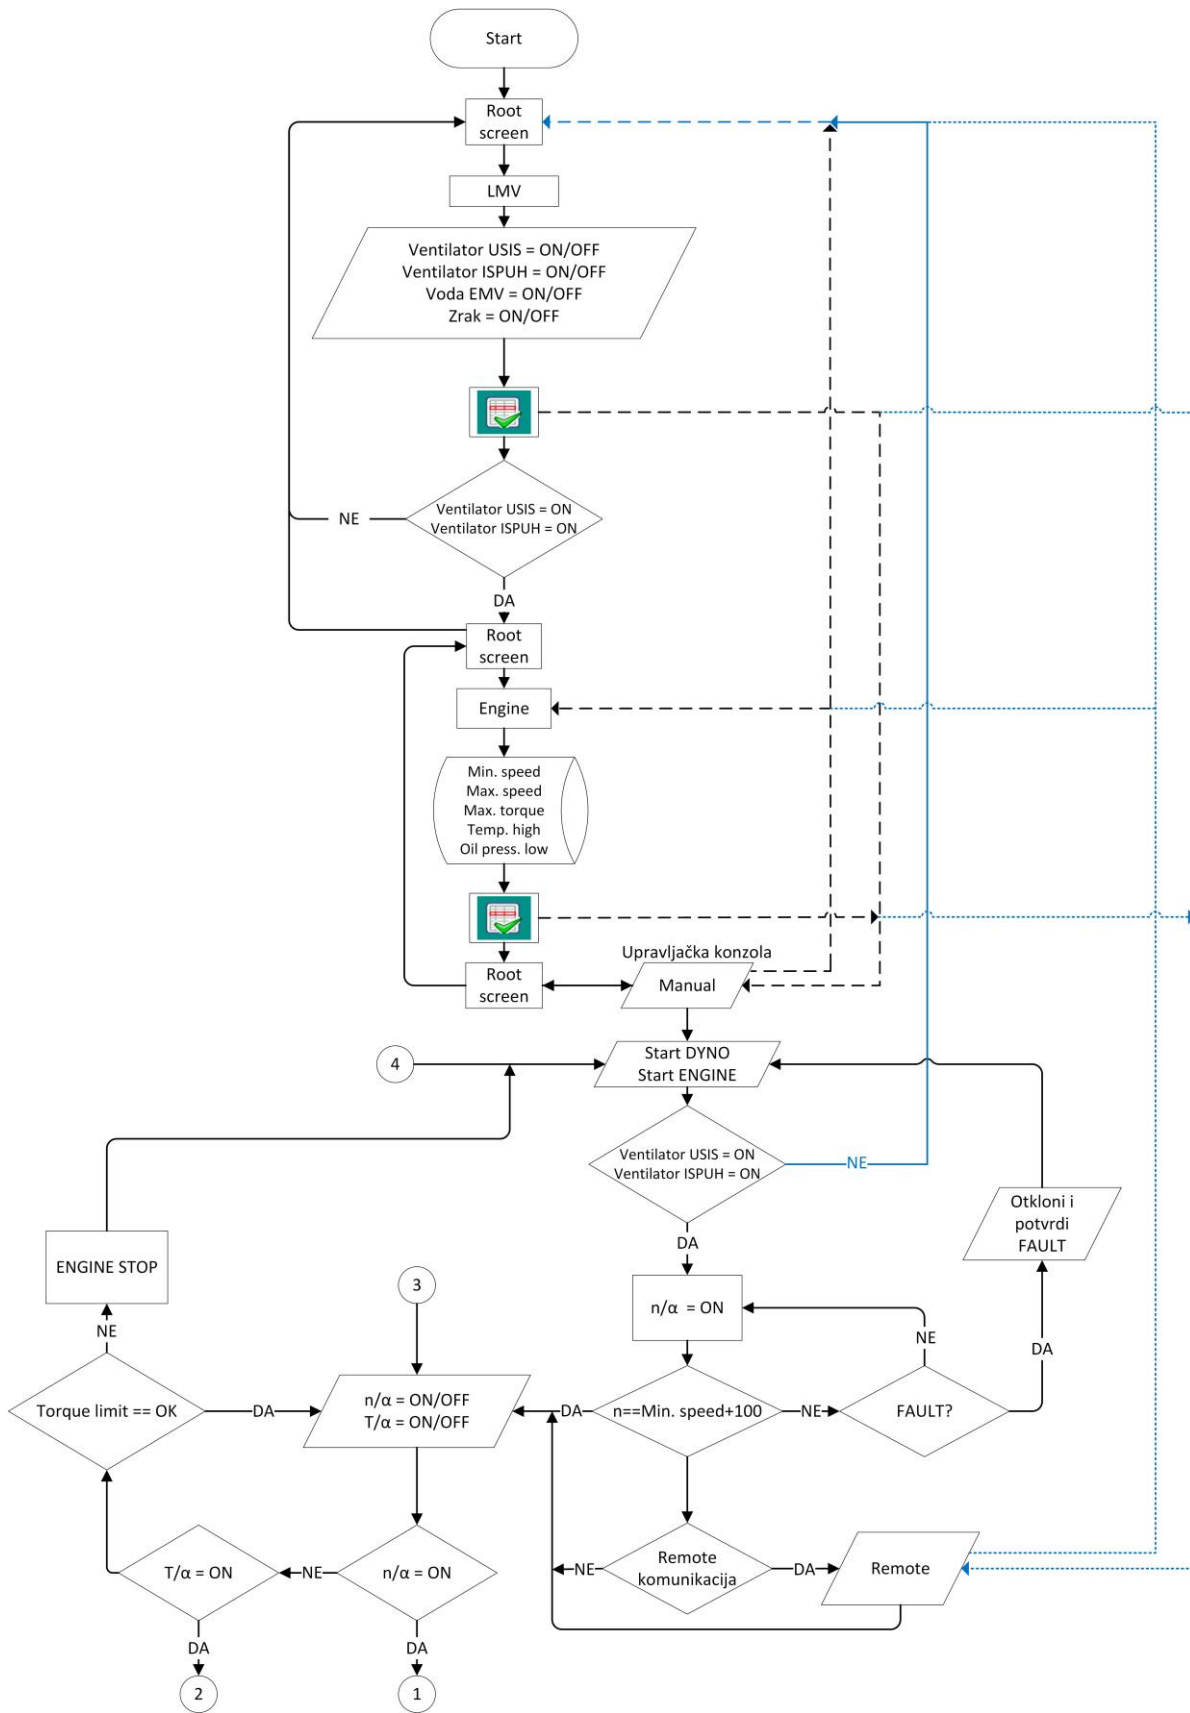 Start
Root
screen
LMV
Ventilator USIS = ON/OFF
Ventilator ISPUH = ON/OFF
Voda EMV = ON/OFF
Zrak = ON/OFF
Ventilator USIS = ON
Ventilator ISPUH = ON
NE
DA
Root
screen
Engine
Min. speed
Max. speed
Max. torque
Temp. high
Oil press. low
Upravljačka konzola
Root
screen
Manual
4
Start DYNO
Start ENGINE
Ventilator USIS = ON
Ventilator ISPUH = ON
NE
DA
Otkloni i
potvrdi
FAULT
ENGINE STOP
3
n/α = ON
NE
NE
DA
Torque limit == OK
DA
n/α = ON/OFF
T/α = ON/OFF
DA
n==Min. speed+100
NE
FAULT?
T/α = ON
NE
n/α = ON
NE
Remote
komunikacija
DA
Remote
DA
DA
2
1